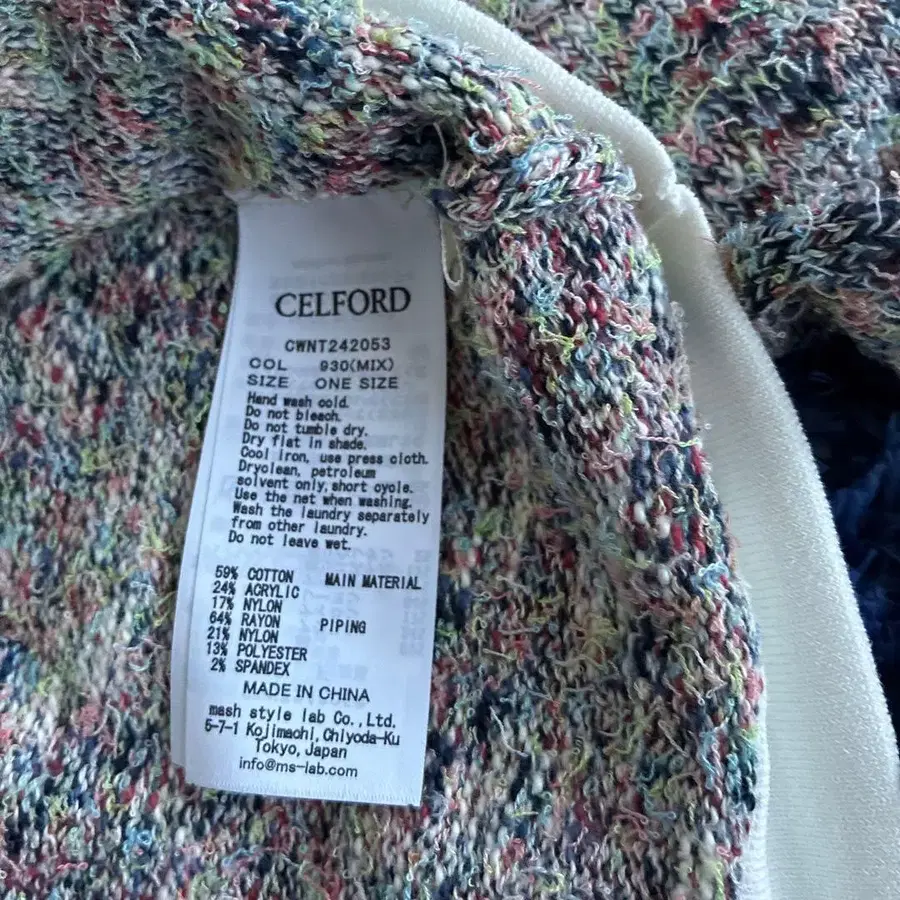 CELFORD
CWNT242053
COL 930(MIX)
SIZE ONE SIZE
Hand wash cold.
Do not bleach.
Do not tumble dry.
Dry flat in shade.
Cool iron, use press cloth.
Dryclean, petroleum
solvent only, short cycle.
Use the net when washing.
Wash the laundry separately
from other laundry.
Do not leave wet.
59% COTTON MAIN MATERIAL
24% ACRYLIC
17% NYLON
64% RAYON PIPING
21% NYLON
13% POLYESTER
2% SPANDEX
MADE IN CHINA
mash style lab Co.,Ltd.
5-7-1 Kojimachi,Chiyoda-Ku
Tokyo, Japan
info@ms-lab.com